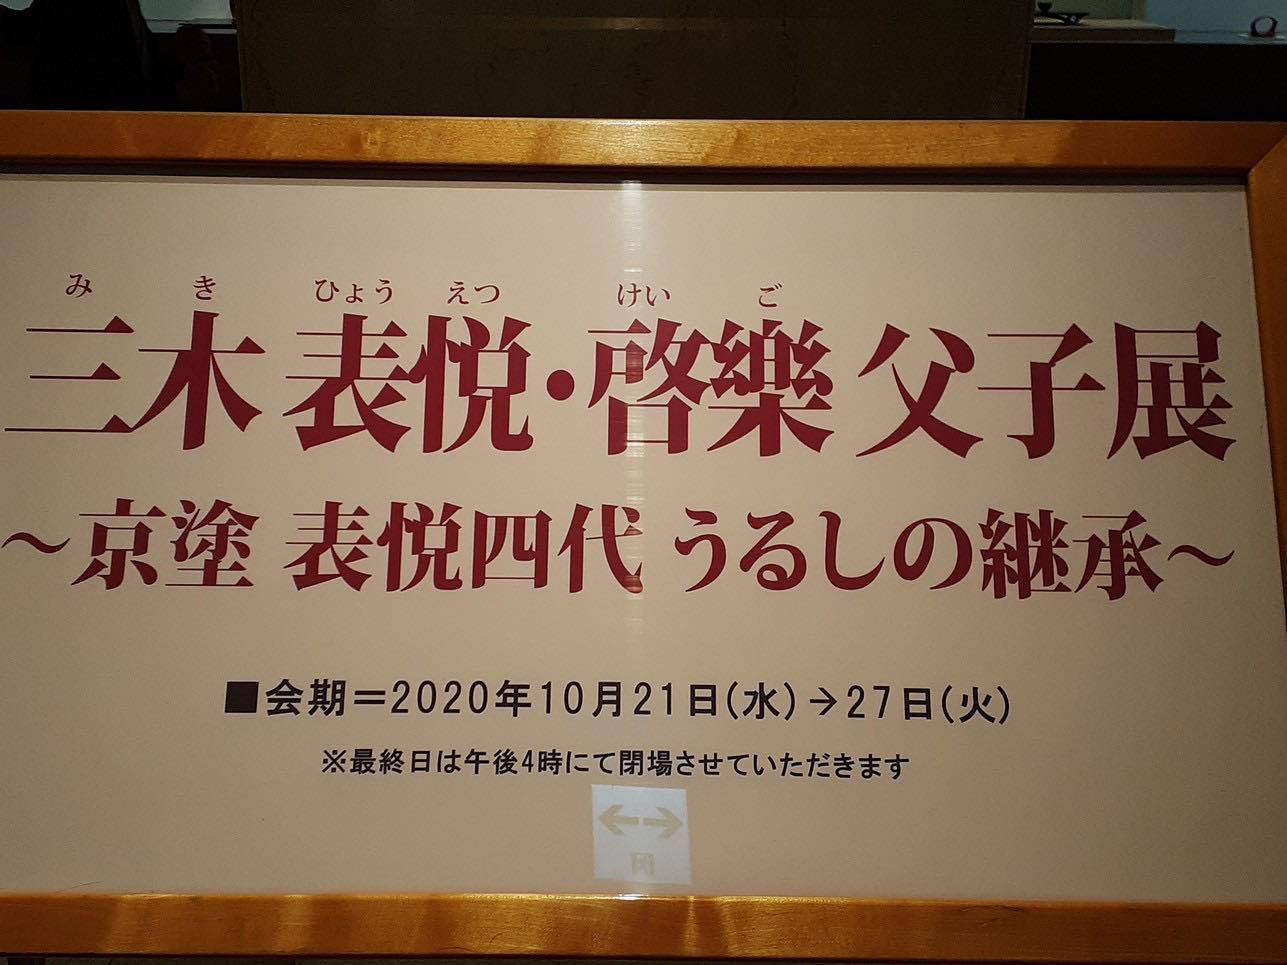 み き ひょう えつ けい ご
三木 表悦・啓樂 父子展
～京塗 表悦四代 うるしの継承～
■会期＝2020年10月21日(水)→27日(火)
※最終日は午後4時にて閉場させていただきます